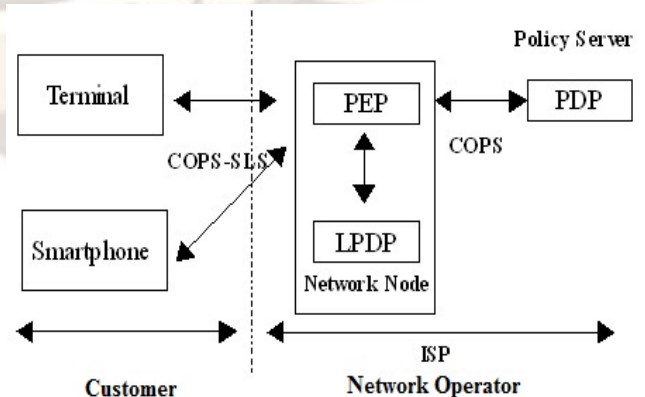 Policy Server
Terminal
PEP
PDP
COPS-SLS
COPS
Smartphone
LPDP
Network Node
ISP
Customer
Network Operator